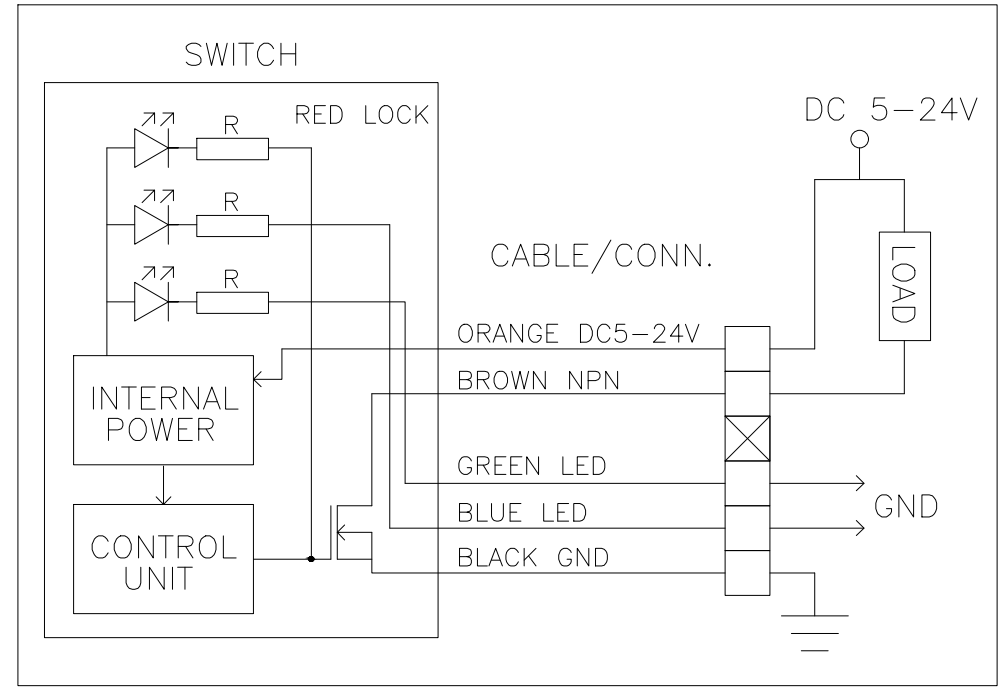 SWITCH
RED LOCK
R
R
R
DC 5-24V
LOAD
CABLE/CONN.
ORANGE DC5-24V
BROWN NPN
GREEN LED
BLUE LED
BLACK GND
GND
INTERNAL
POWER
CONTROL
UNIT